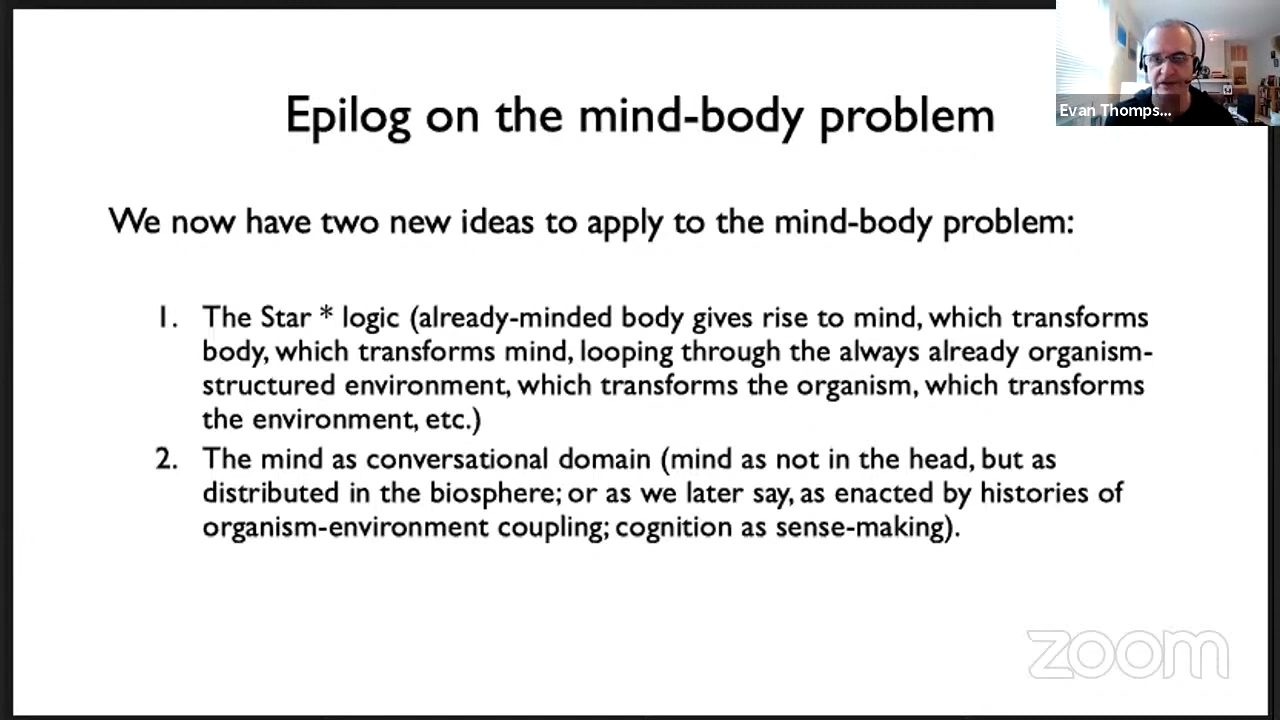 Epilog on the mind-body problem
Evan Thomps...
We now have two new ideas to apply to the mind-body problem:
1. The Star * logic (already-minded body gives rise to mind, which transforms
body, which transforms mind, looping through the always already organism-
structured environment, which transforms the organism, which transforms
the environment, etc.)
2. The mind as conversational domain (mind as not in the head, but as
distributed in the biosphere; or as we later say, as enacted by histories of
organism-environment coupling; cognition as sense-making).
zoom